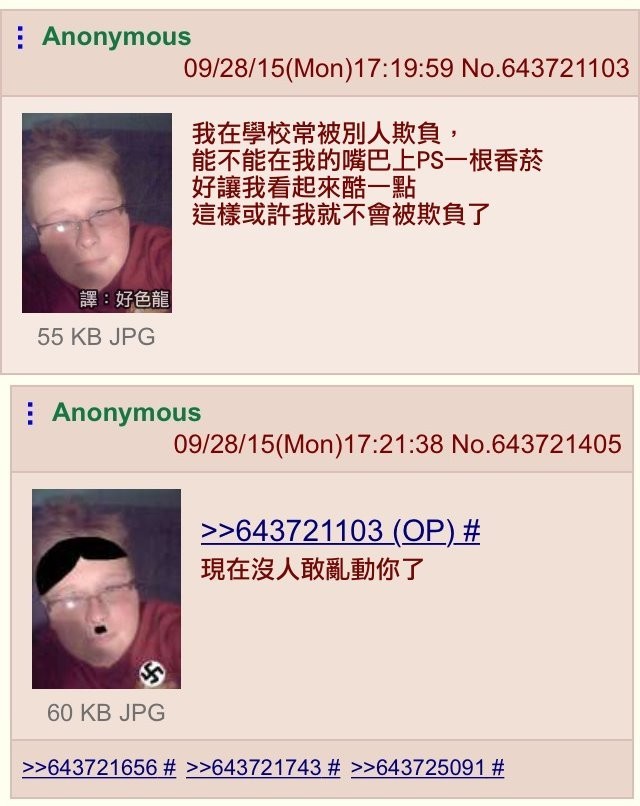 Anonymous
09/28/15(Mon)17:19:59 No.643721103
我在學校常被別人欺負，
能不能在我的嘴巴上PS一根香菸
好讓我看起來酷一點
這樣或許我就不會被欺負了
譯：好色龍
55 KB JPG
Anonymous
09/28/15(Mon)17:21:38 No.643721405
>>643721103 (OP) #
現在沒人敢亂動你了
60 KB JPG
>>643721656 # >>643721743 # >>643725091 #